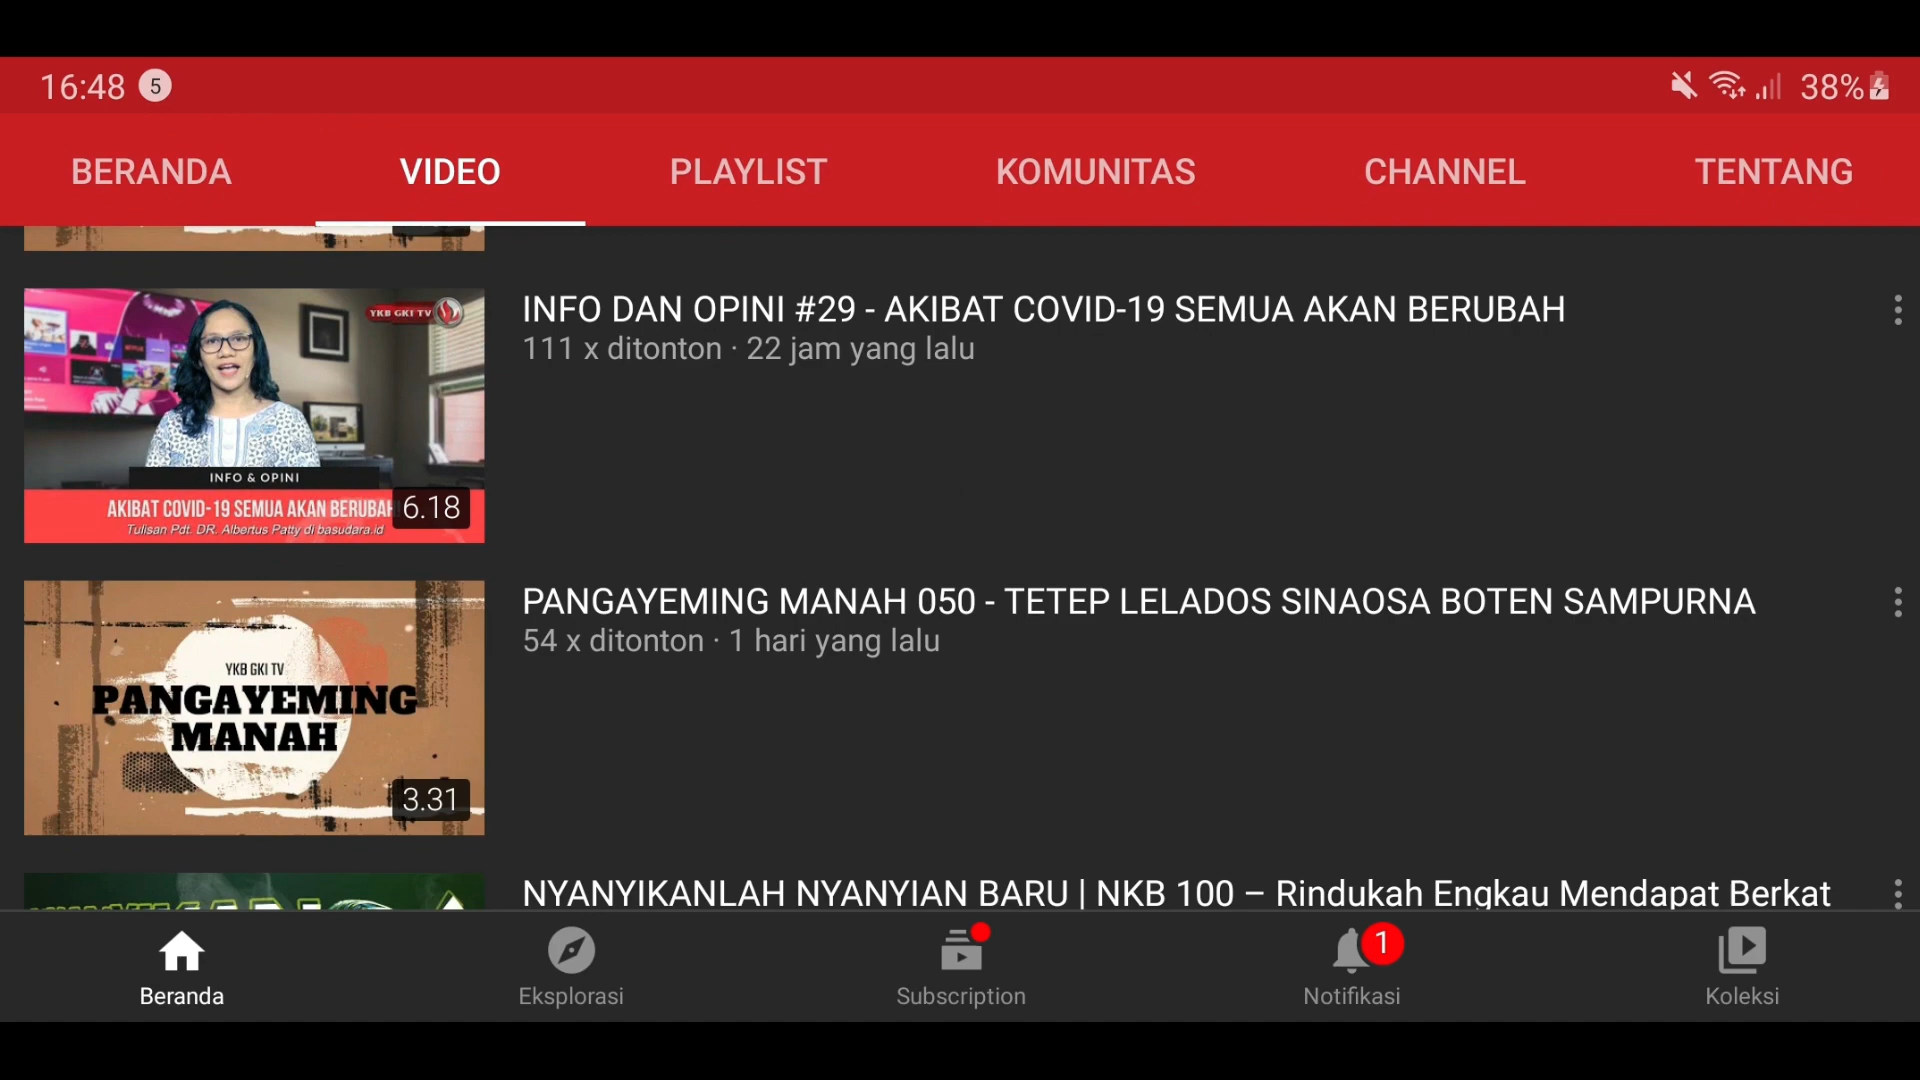 16:48 5
38%
BERANDA VIDEO PLAYLIST KOMUNITAS CHANNEL TENTANG
YKB GKI TV
INFO & OPINI
AKIBAT COVID-19 SEMUA AKAN BERUBAH
Tulisan Pdt. DR. Albertus Patty di basudara.id
6.18
INFO DAN OPINI #29 - AKIBAT COVID-19 SEMUA AKAN BERUBAH
111 x ditonton · 22 jam yang lalu
YKB GKI TV
PANGAYEMING
MANAH
3.31
PANGAYEMING MANAH 050 - TETEP LELADOS SINAOSA BOTEN SAMPURNA
54 x ditonton · 1 hari yang lalu
NYANYIKANLAH NYANYIAN BARU | NKB 100 – Rindukah Engkau Mendapat Berkat
1
Beranda Eksplorasi Subscription Notifikasi Koleksi